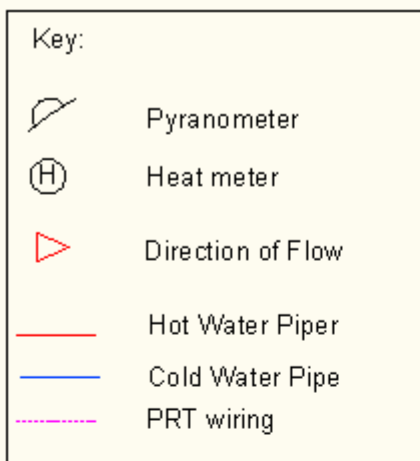 Key:
Pyranometer
H Heat meter
Direction of Flow
Hot Water Piper
Cold Water Pipe
PRT wiring